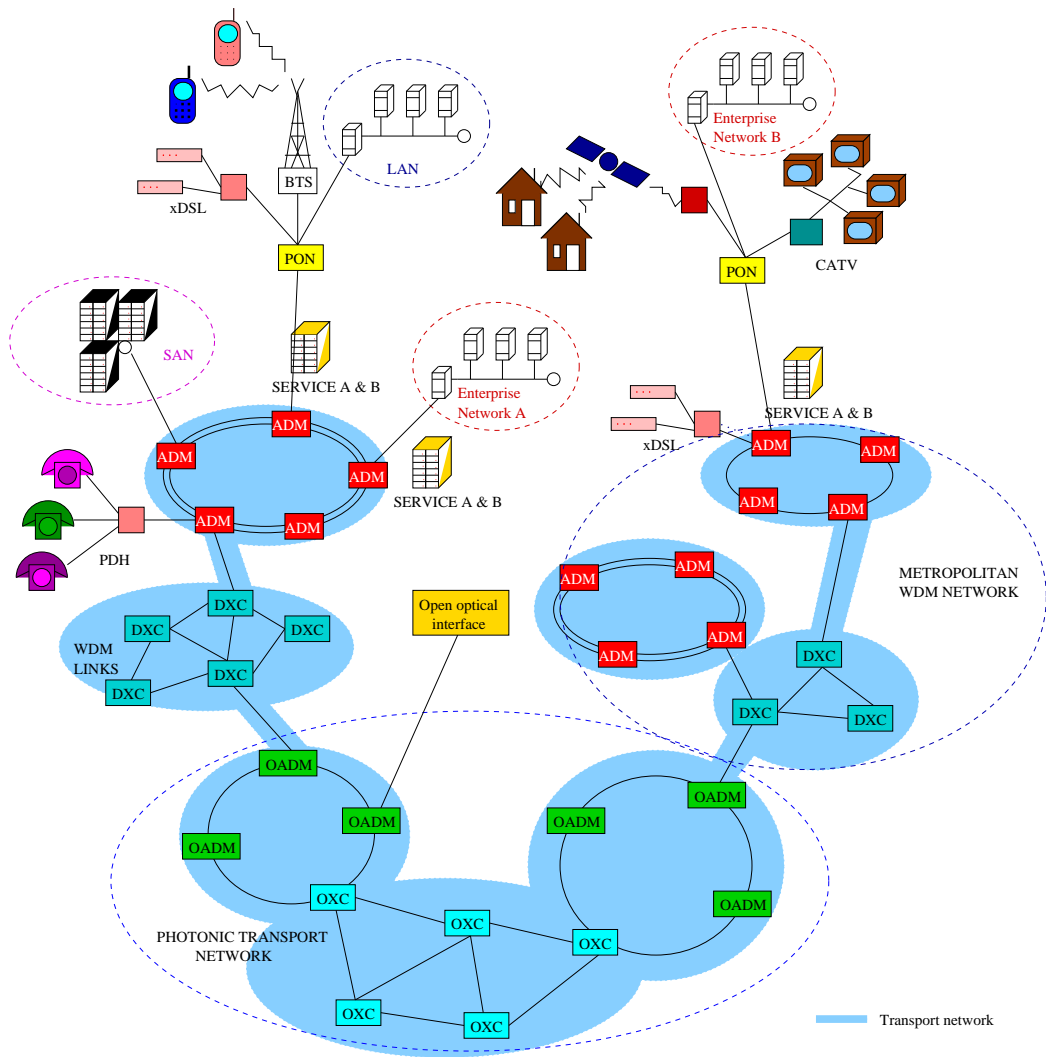 Enterprise
Network B
LAN
BTS
xDSL
PON
PON
CATV
SAN
SERVICE A & B
Enterprise
Network A
SERVICE A & B
xDSL
ADM
ADM
ADM
ADM
ADM
SERVICE A & B
ADM
ADM
ADM
ADM
PDH
ADM
ADM
ADM
ADM
METROPOLITAN
WDM NETWORK
Open optical
interface
DXC
DXC
DXC
WDM
LINKS
DXC
DXC
DXC
DXC
DXC
OADM
OADM
OADM
OADM
OADM
OADM
OXC
OXC
OXC
PHOTONIC TRANSPORT
NETWORK
OXC
OXC
Transport network